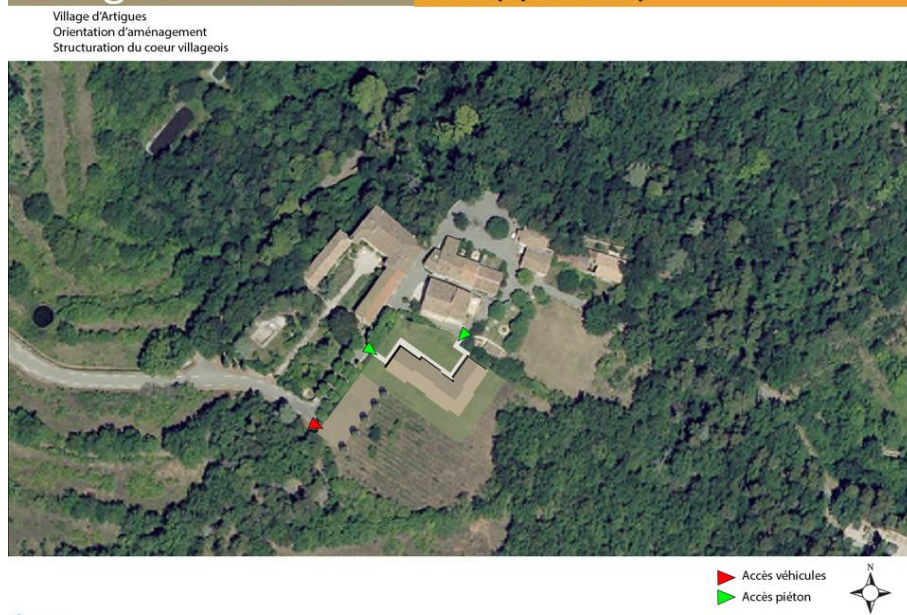 Village d'Artigues
Orientation d'aménagement
Structuration du coeur villageois
Accès véhicules
Accès piéton
N